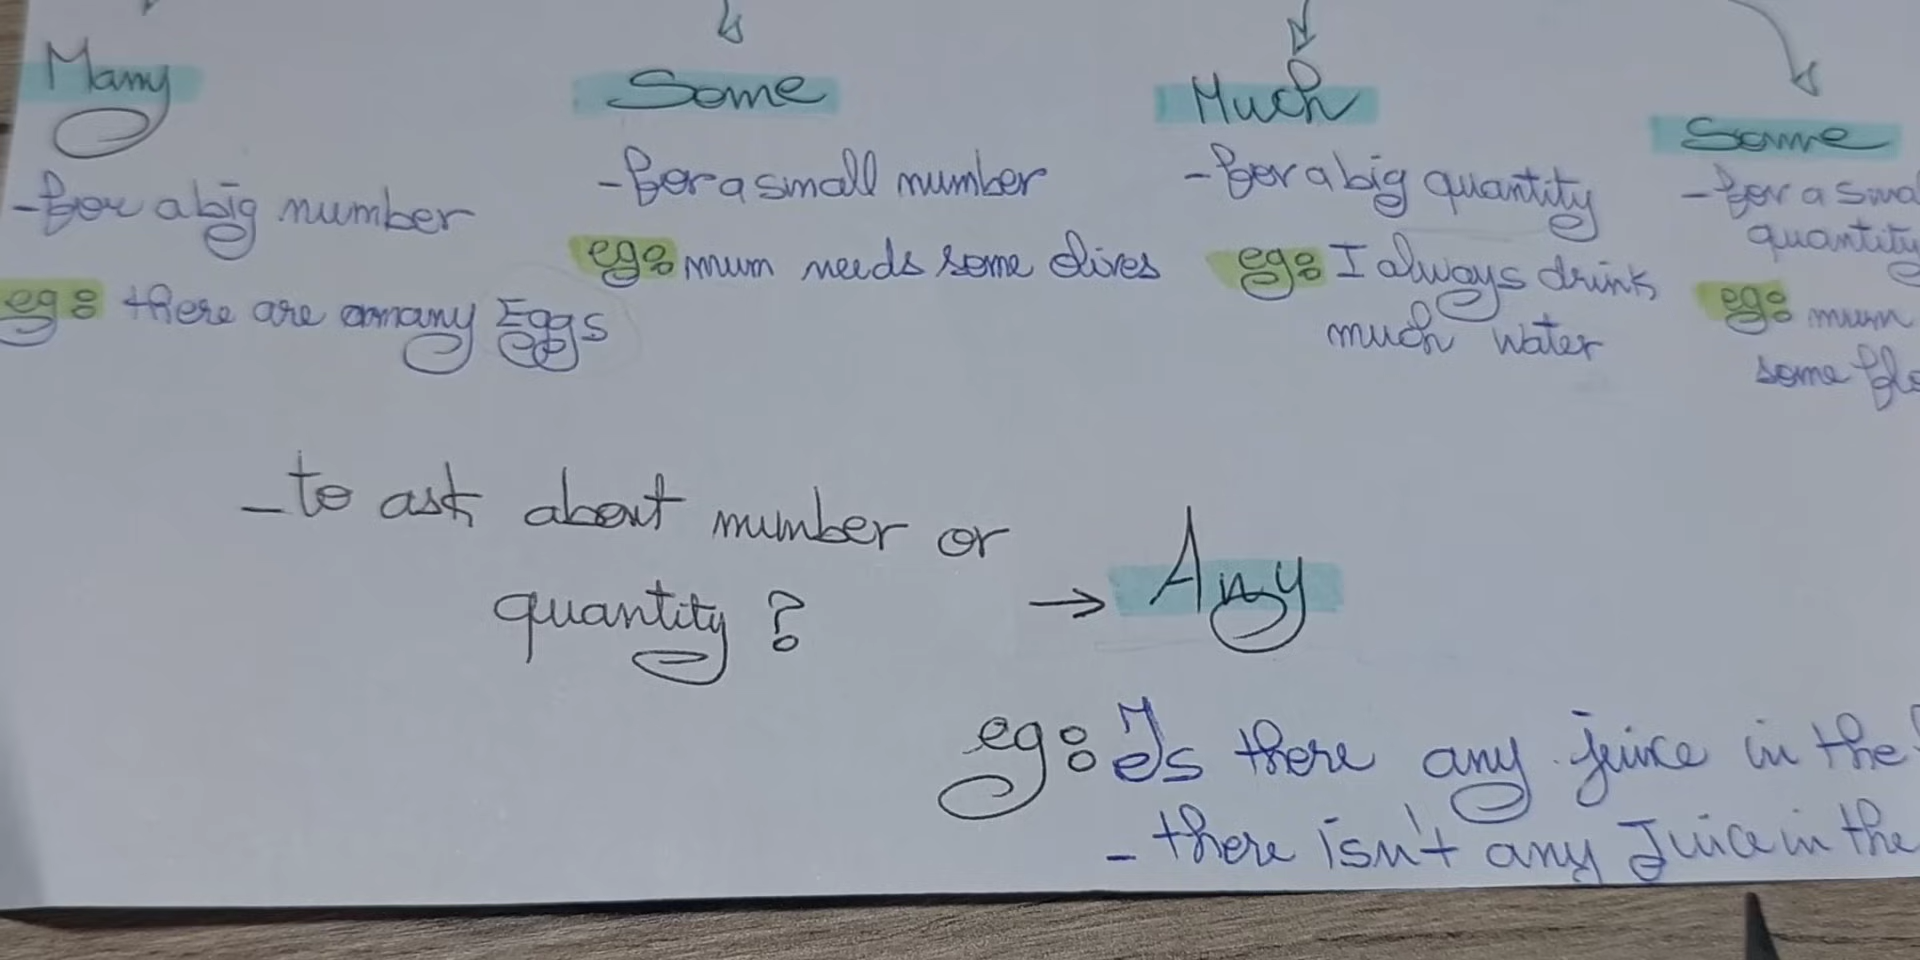 Many
- for a big number
eg: there are many Eggs
Some
- for a small number
eg: mum needs some olives
Much
- for a big quantity
eg: I always drink
much water
Some
- for a
quantity
eg: mum
some
- to ask about number or
quantity ?
→ Any
eg: Is there any juice in the
- there isn't any Juice in the